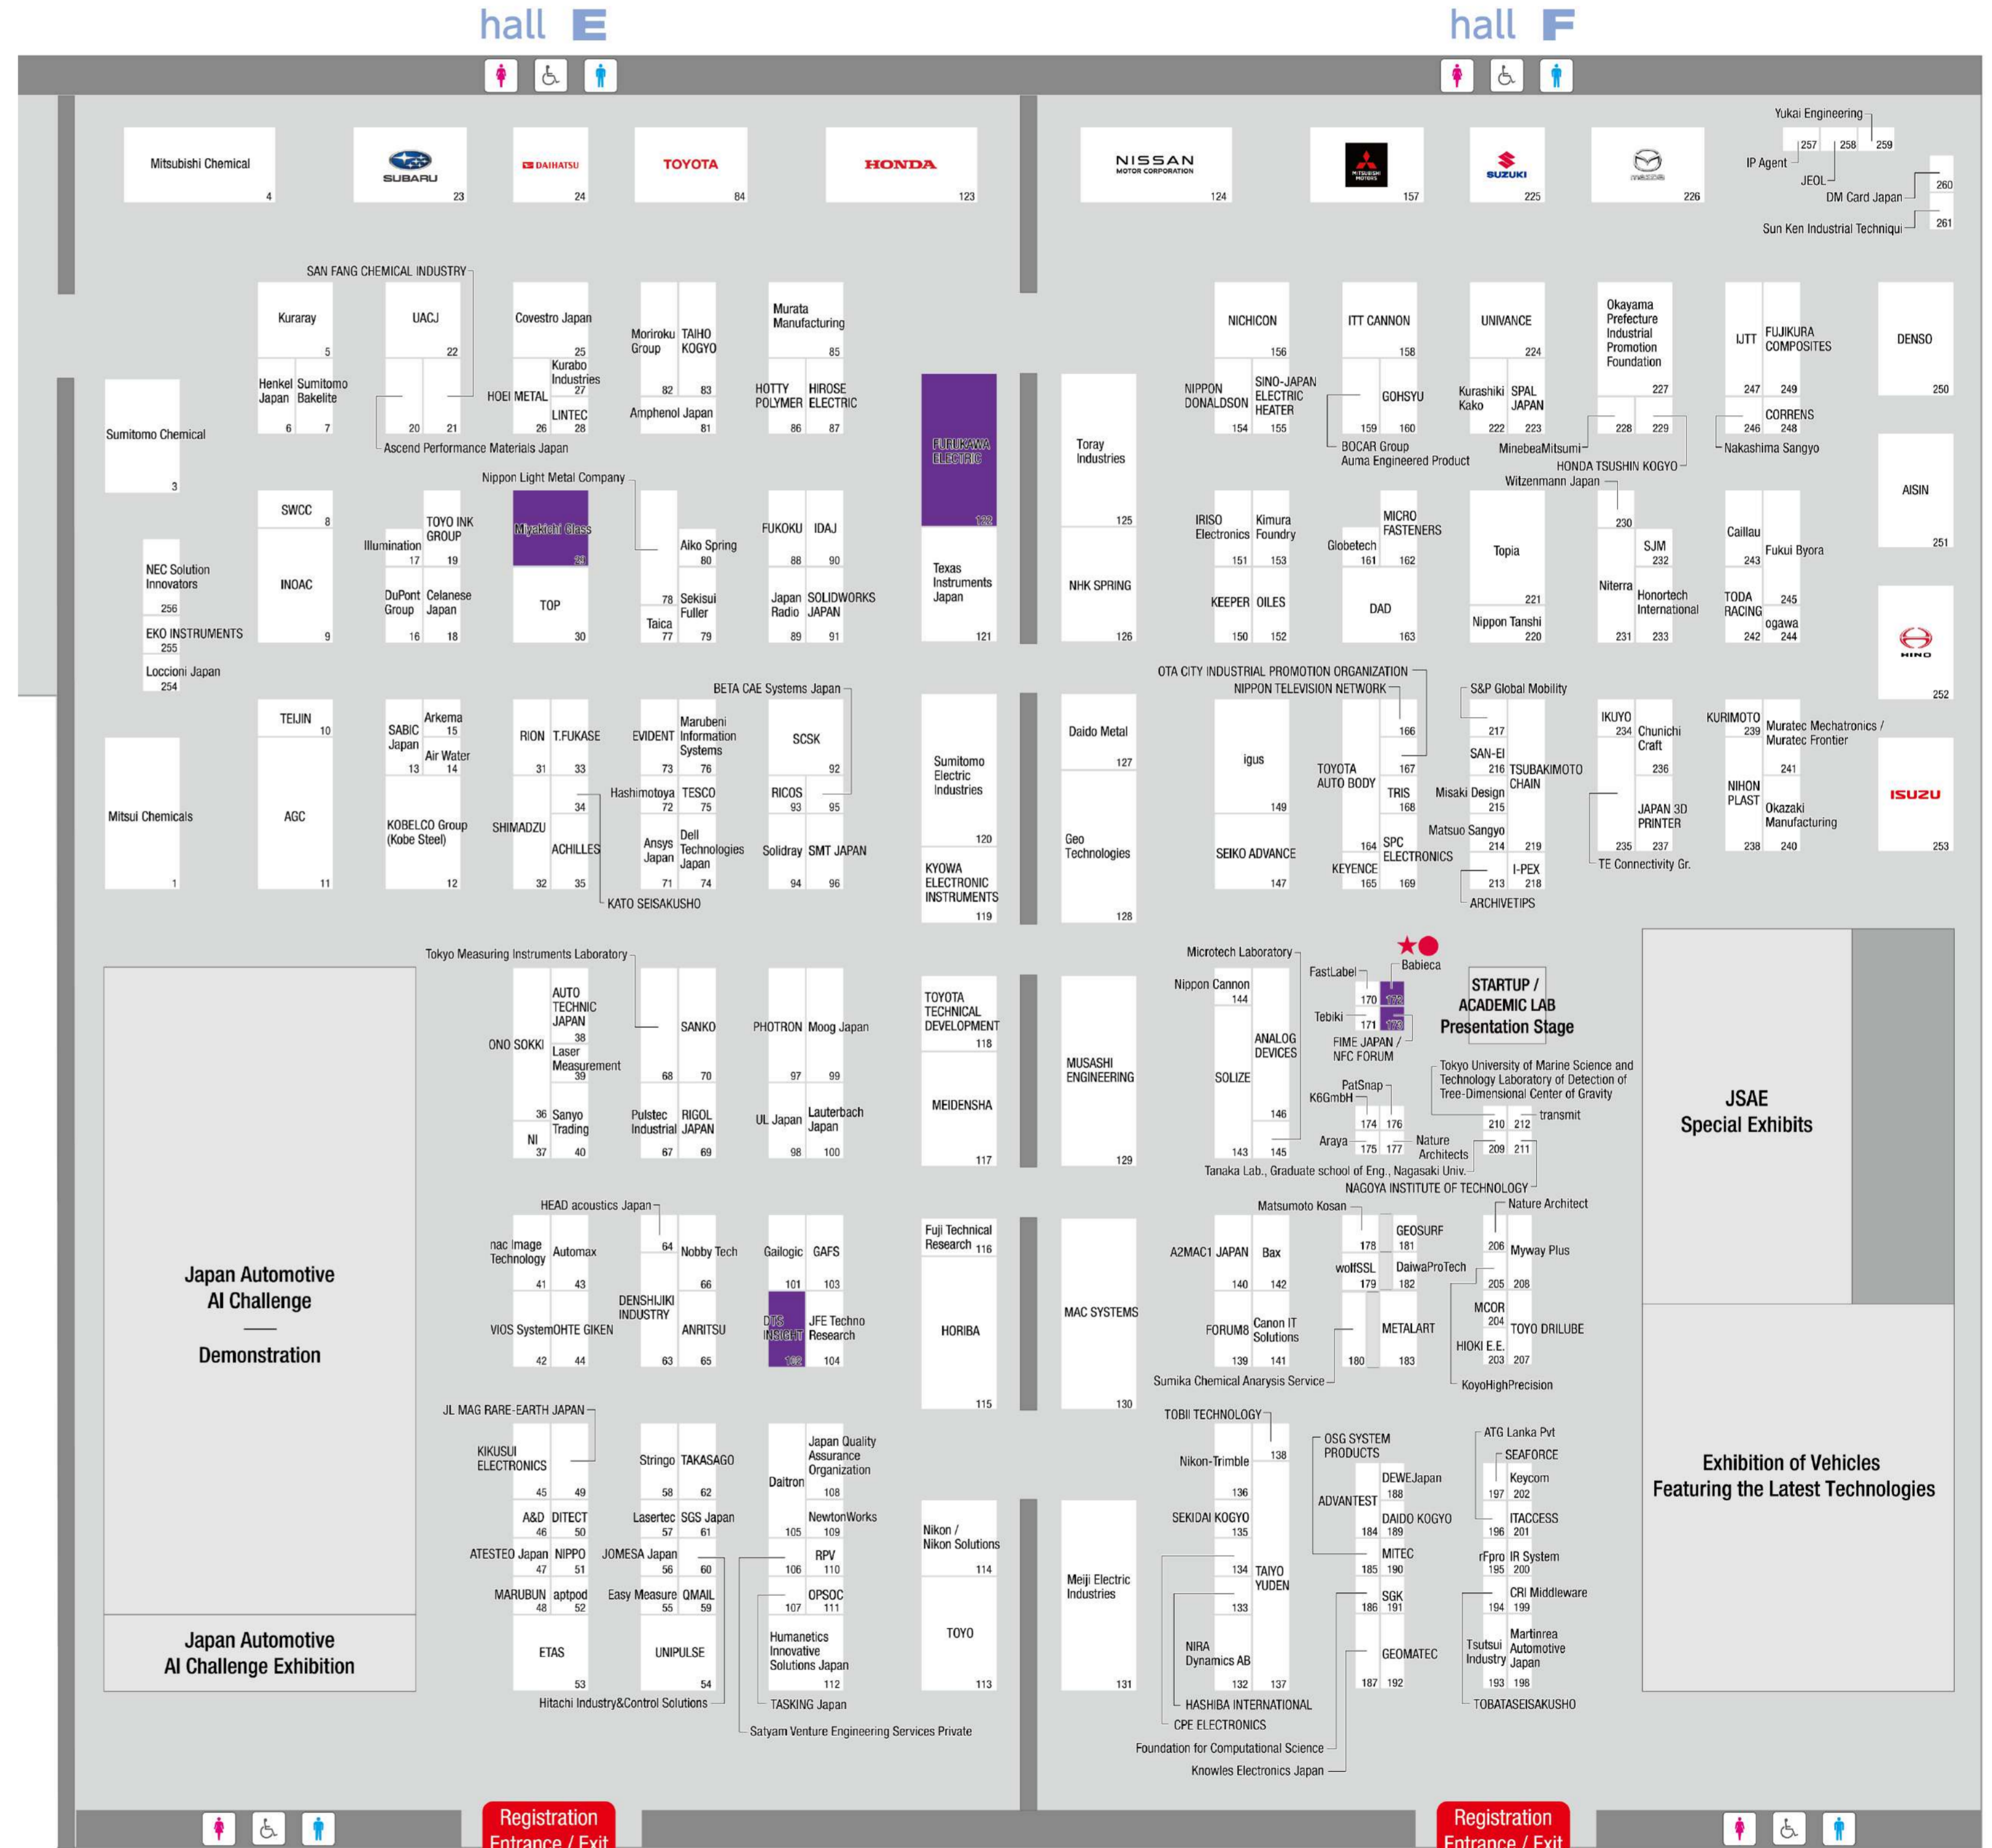 hall E
hall F
Mitsubishi Chemical
4
SUBARU
23
DAIHATSU
24
TOYOTA
84
HONDA
123
NISSAN
MOTOR CORPORATION
124
MITSUBISHI
MOTORS
157
SUZUKI
225
mazda
226
Yukai Engineering
257
258
259
IP Agent
JEOL
260
DM Card Japan
261
Sun Ken Industrial Techniqui
SAN FANG CHEMICAL INDUSTRY
Kuraray
5
Henkel
Japan
6
Sumitomo
Bakelite
7
UACJ
22
20
21
Ascend Performance Materials Japan
Covestro Japan
25
Kurabo
Industries
27
HOEI METAL
26
LINTEC
28
Moriroku
Group
82
TAIHO
KOGYO
83
Amphenol Japan
81
Murata
Manufacturing
85
HOTTY
POLYMER
86
HIROSE
ELECTRIC
87
Sumitomo Chemical
3
FURUKAWA
ELECTRIC
122
Toray
Industries
125
NICHICON
156
NIPPON
DONALDSON
154
SINO-JAPAN
ELECTRIC
HEATER
155
ITT CANNON
158
GOHSYU
159
160
BOCAR Group
Auma Engineered Product
UNIVANCE
224
Kurashiki
Kako
222
SPAL
JAPAN
223
Okayama
Prefecture
Industrial
Promotion
Foundation
227
228
229
MinebeaMitsumi
HONDA TSUSHIN KOGYO
IJTT
247
FUJIKURA
COMPOSITES
249
CORRENS
246
248
Nakashima Sangyo
DENSO
250
AISIN
251
SWCC
8
INOAC
9
Illumination
17
TOYO INK
GROUP
19
DuPont
Group
16
Celanese
Japan
18
Nippon Light Metal Company
Miyakichi Glass
29
TOP
30
Aiko Spring
80
78
Sekisui
Fuller
79
Taica
77
FUKOKU
88
IDAJ
90
Japan
Radio
89
SOLIDWORKS
JAPAN
91
NEC Solution
Innovators
256
EKO INSTRUMENTS
255
Loccioni Japan
254
Texas
Instruments
Japan
121
NHK SPRING
126
IRISO
Electronics
151
Kimura
Foundry
153
KEEPER
150
OILES
152
Globetech
161
MICRO
FASTENERS
162
DAD
163
Topia
221
Nippon Tanshi
220
Witzenmann Japan
230
SJM
232
Niterra
231
Honortech
International
233
Caillau
243
Fukui Byora
245
TODA
RACING
242
ogawa
244
HINO
252
BETA CAE Systems Japan
OTA CITY INDUSTRIAL PROMOTION ORGANIZATION
NIPPON TELEVISION NETWORK
S&P Global Mobility
TEIJIN
10
AGC
11
Mitsui Chemicals
1
SABIC
Japan
13
Arkema
15
Air Water
14
KOBELCO Group
(Kobe Steel)
12
RION
31
T.FUKASE
33
34
SHIMADZU
32
ACHILLES
35
KATO SEISAKUSHO
EVIDENT
73
Marubeni
Information
Systems
76
Hashimotoya
72
TESCO
75
Ansys
Japan
71
Dell
Technologies
Japan
74
SCSK
92
RICOS
93
95
Solidray
94
SMT JAPAN
96
Sumitomo
Electric
Industries
120
KYOWA
ELECTRONIC
INSTRUMENTS
119
Daido Metal
127
Geo
Technologies
128
igus
149
SEIKO ADVANCE
147
TOYOTA
AUTO BODY
164
166
167
TRIS
168
SPC
ELECTRONICS
169
KEYENCE
165
217
SAN-EI
216
TSUBAKIMOTO
CHAIN
219
Misaki Design
215
Matsuo Sangyo
214
I-PEX
213
218
ARCHIVETIPS
IKUYO
234
Chunichi
Craft
236
JAPAN 3D
PRINTER
235
237
TE Connectivity Gr.
KURIMOTO
239
Muratec Mechatronics /
Muratec Frontier
241
NIHON
PLAST
238
Okazaki
Manufacturing
240
ISUZU
253
Japan Automotive
AI Challenge
Demonstration
Japan Automotive
AI Challenge Exhibition
Tokyo Measuring Instruments Laboratory
ONO SOKKI
36
AUTO
TECHNIC
JAPAN
38
Laser
Measurement
39
NI
37
Sanyo
Trading
40
68
SANKO
70
Pulstec
Industrial
67
RIGOL
JAPAN
69
PHOTRON
97
Moog Japan
99
UL Japan
98
Lauterbach
Japan
100
TOYOTA
TECHNICAL
DEVELOPMENT
118
MEIDENSHA
117
MUSASHI
ENGINEERING
129
Microtech Laboratory
Nippon Cannon
144
SOLIZE
143
ANALOG
DEVICES
146
145
Babieca
FastLabel
170
172
Tebiki
171
173
FIME JAPAN /
NFC FORUM
STARTUP /
ACADEMIC LAB
Presentation Stage
PatSnap
K6GmbH
174
176
Araya
175
177
Nature
Architects
Tokyo University of Marine Science and
Technology Laboratory of Detection of
Tree-Dimensional Center of Gravity
transmit
210
212
209
211
Tanaka Lab., Graduate school of Eng., Nagasaki Univ.
NAGOYA INSTITUTE OF TECHNOLOGY
JSAE
Special Exhibits
Exhibition of Vehicles
Featuring the Latest Technologies
HEAD acoustics Japan
nac Image
Technology
41
Automax
43
VIOS System
42
OHTE GIKEN
44
64
Nobby Tech
66
DENSHIJIKI
INDUSTRY
63
ANRITSU
65
Gailogic
101
GAFS
103
DTS
INSIGHT
102
JFE Techno
Research
104
Fuji Technical
Research
116
HORIBA
115
MAC SYSTEMS
130
A2MAC1 JAPAN
140
Bax
142
FORUM8
139
Canon IT
Solutions
141
Matsumoto Kosan
178
GEOSURF
181
wolfSSL
179
DaiwaProTech
182
METALART
180
183
Sumika Chemical Anarysis Service
Nature Architect
206
Myway Plus
205
208
MCOR
204
TOYO DRILUBE
HIOKI E.E.
203
207
KoyoHighPrecision
JL MAG RARE-EARTH JAPAN
KIKUSUI
ELECTRONICS
45
49
A&D
46
DITECT
50
ATESTEO Japan
47
NIPPO
51
MARUBUN
48
aptpod
52
ETAS
53
Stringo
58
TAKASAGO
62
Lasertec
57
SGS Japan
61
JOMESA Japan
56
60
Easy Measure
55
QMAIL
59
UNIPULSE
54
Hitachi Industry&Control Solutions
Daitron
105
Japan Quality
Assurance
Organization
108
NewtonWorks
109
106
RPV
110
107
OPSOC
111
Humanetics
Innovative
Solutions Japan
112
TASKING Japan
Satyam Venture Engineering Services Private
Nikon /
Nikon Solutions
114
TOYO
113
Meiji Electric
Industries
131
TOBII TECHNOLOGY
138
Nikon-Trimble
136
SEKIDAI KOGYO
135
134
TAIYO
YUDEN
133
NIRA
Dynamics AB
132
137
HASHIBA INTERNATIONAL
CPE ELECTRONICS
OSG SYSTEM
PRODUCTS
DEWEJapan
188
ADVANTEST
184
DAIDO KOGYO
189
MITEC
185
190
SGK
186
191
GEOMATEC
187
192
Foundation for Computational Science
Knowles Electronics Japan
ATG Lanka Pvt
SEAFORCE
Keycom
197
202
ITACCESS
196
201
rFpro
195
IR System
200
CRI Middleware
194
199
Tsutsui
Industry
193
Martinrea
Automotive
Japan
198
TOBATASEISAKUSHO
Registration
Entrance / Exit
Registration
Entrance / Exit